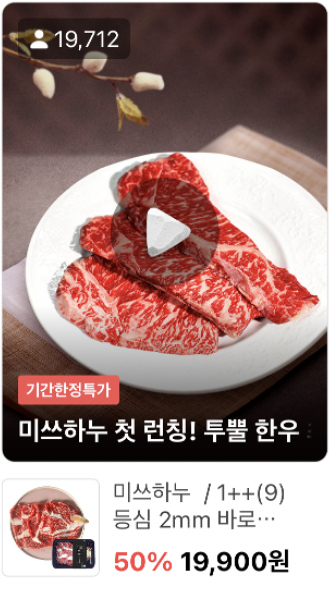 19,712
기간한정특가
미쓰하누 첫 런칭! 투뿔 한우
미쓰하누 / 1++(9)
등심 2mm 바로…
50% 19,900원